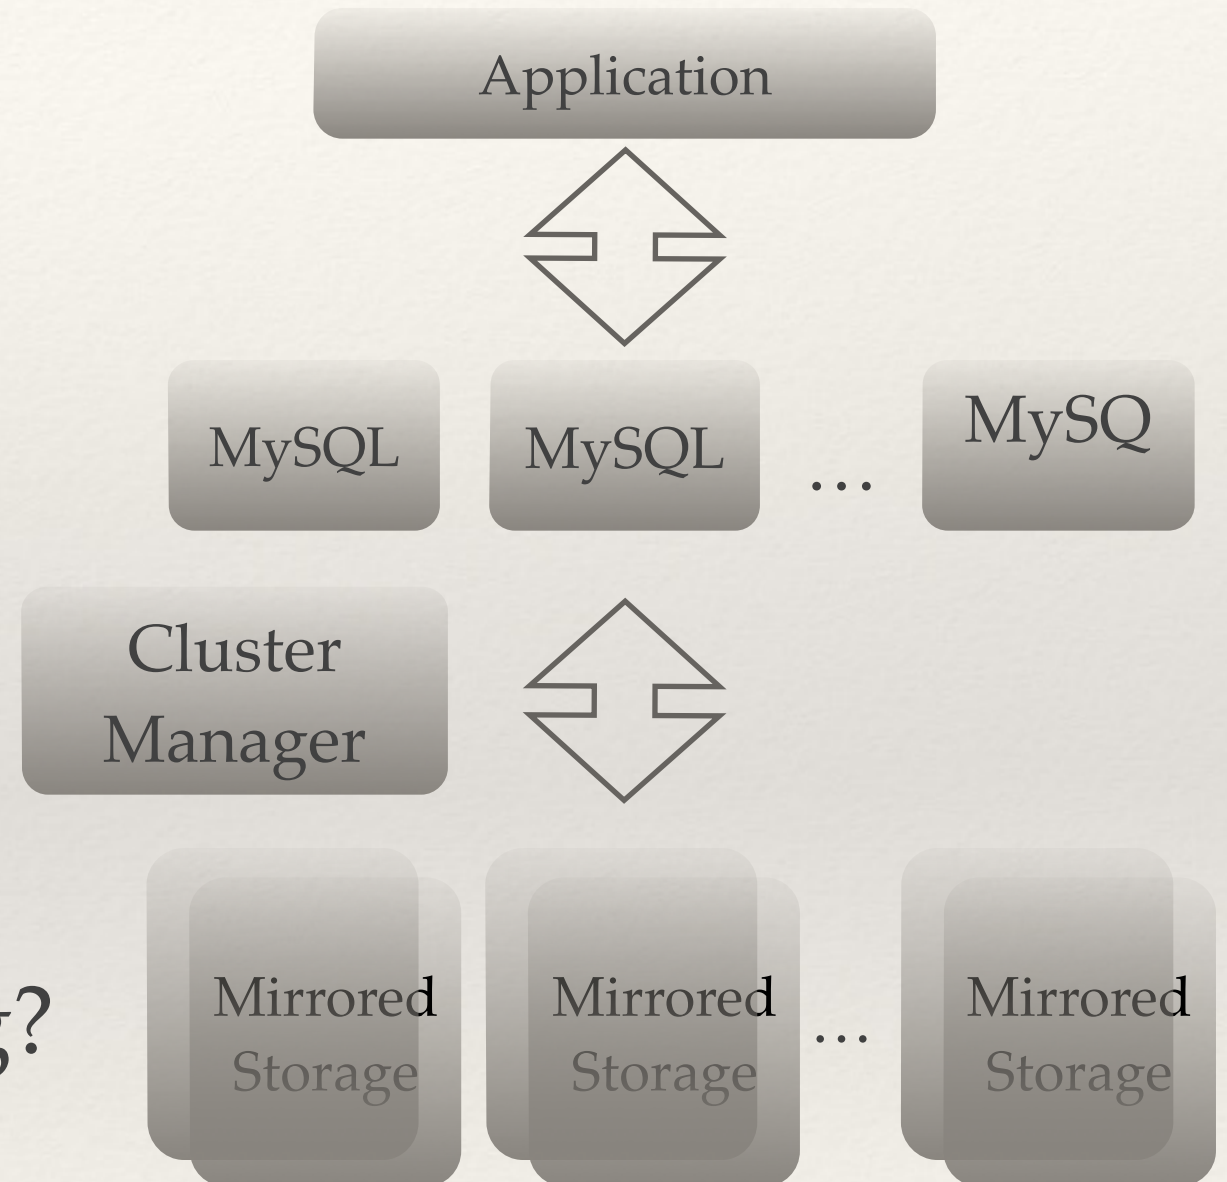 Application
MySQL MySQL ... MySQ
Cluster
Manager
g?
Mirrored Mirrored ... Mirrored
Storage Storage Storage